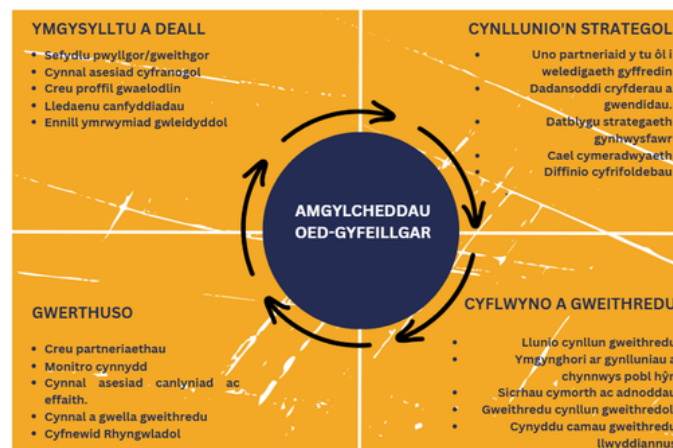 YMGYSYLLTU A DEALL
• Sefydlu pwyllgor/gweithgor
• Cynnal asesiad cyfranogol
• Creu proffil gwaelodlin
• Lledaenu canfyddiadau
• Ennill ymrwymiad gwleidyddol
CYNLLUNIO'N STRATEGOL
• Uno partneriaid y tu ôl i
weledigaeth gyffredin
• Dadansoddi cryfderau a
gwendidau.
• Datblygu strategaeth
gynhwysfawr
• Cael cymeradwyaeth
• Diffinio cyfrifoldebau
AMGYLCHEDDAU
OED-GYFEILLGAR
GWERTHUSO
• Creu partneriaethau
• Monitro cynnydd
• Cynnal asesiad canlyniad ac
effaith.
• Cynnal a gwella gweithredu
• Cyfnewid Rhyngwladol
CYFLWYNO A GWEITHREDU
• Llunio cynllun gweithredu
• Ymgynghori ar gynlluniau a
chynnwys pobl hŷn
• Sicrhau cymorth ac adnoddau
• Gweithredu cynllun gweithredol
• Cynyddu camau gweithredu
llwyddiannus